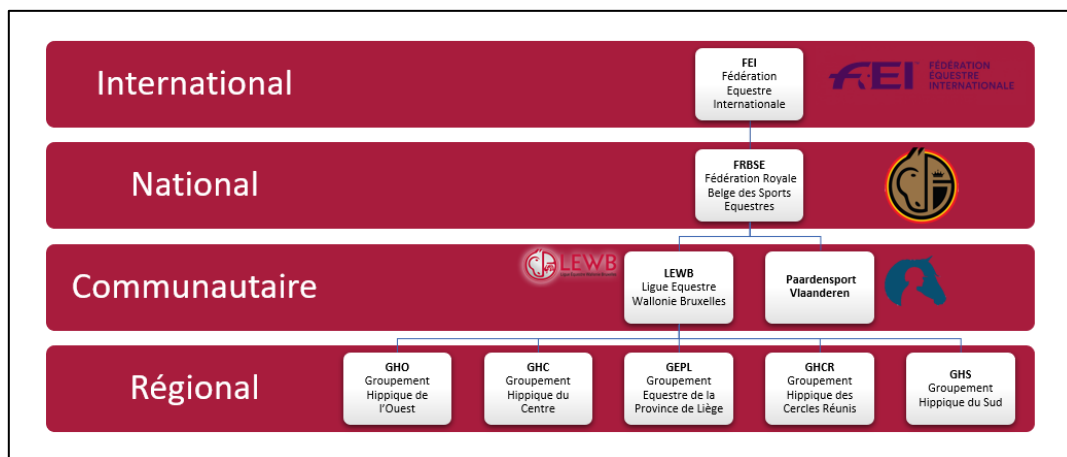 International
FEI
Fédération
Equestre
Internationale
FEI
FÉDÉRATION
ÉQUESTRE
INTERNATIONALE
National
FRBSE
Fédération Royale
Belge des Sports
Equestres
Communautaire
LEWB
LEWB
Ligue Equestre
Wallonie Bruxelles
Paardensport
Vlaanderen
Régional
GHO
Groupement
Hippique de
l'Ouest
GHC
Groupement
Hippique du
Centre
GEPL
Groupement
Equestre de la
Province de Liège
GHCR
Groupement
Hippique des
Cercles Réunis
GHS
Groupement
Hippique du Sud